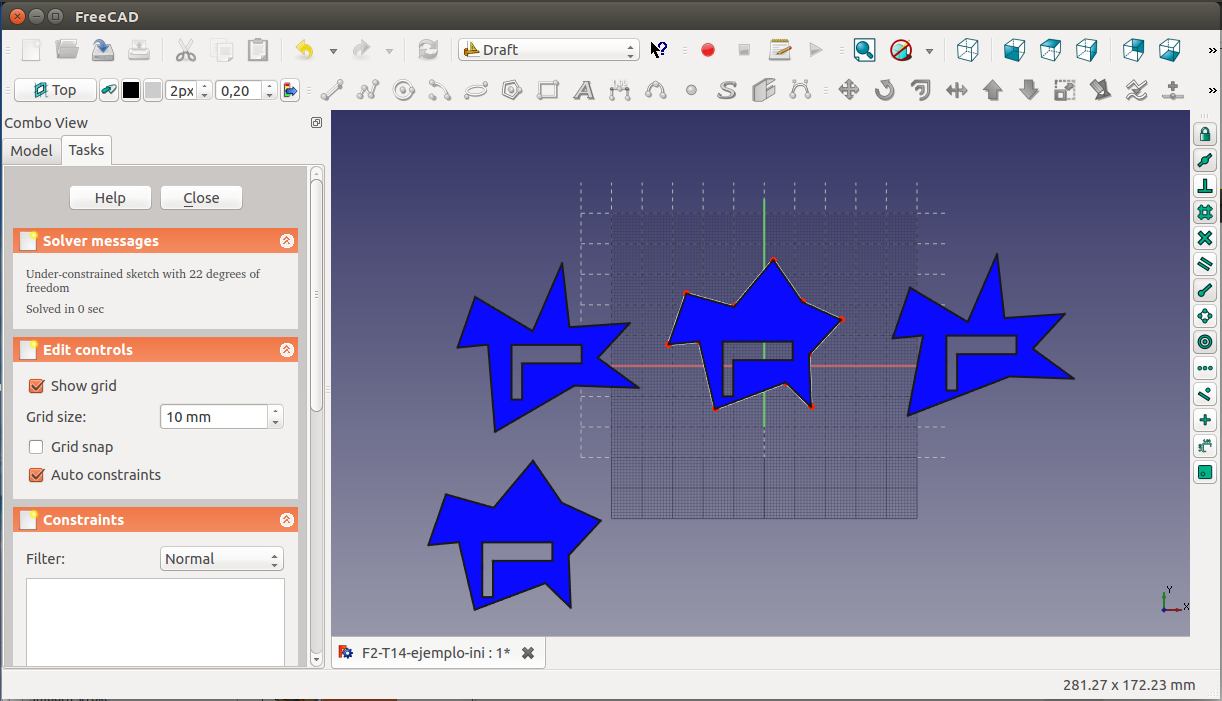 FreeCAD
Draft
»
Top
2px
0,20
»
Combo View
Model
Tasks
Help
Close
Solver messages
Under-constrained sketch with 22 degrees of
freedom
Solved in 0 sec
Edit controls
Show grid
Grid size:
10 mm
Grid snap
Auto constraints
Constraints
Filter:
Normal
Y
X
F2-T14-ejemplo-ini : 1*
281.27 x 172.23 mm